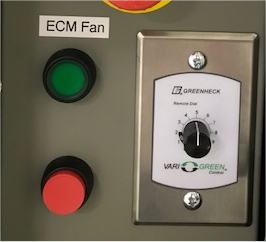 ECM Fan
GREENHECK
Remote Dial
VARI GREEN
Control